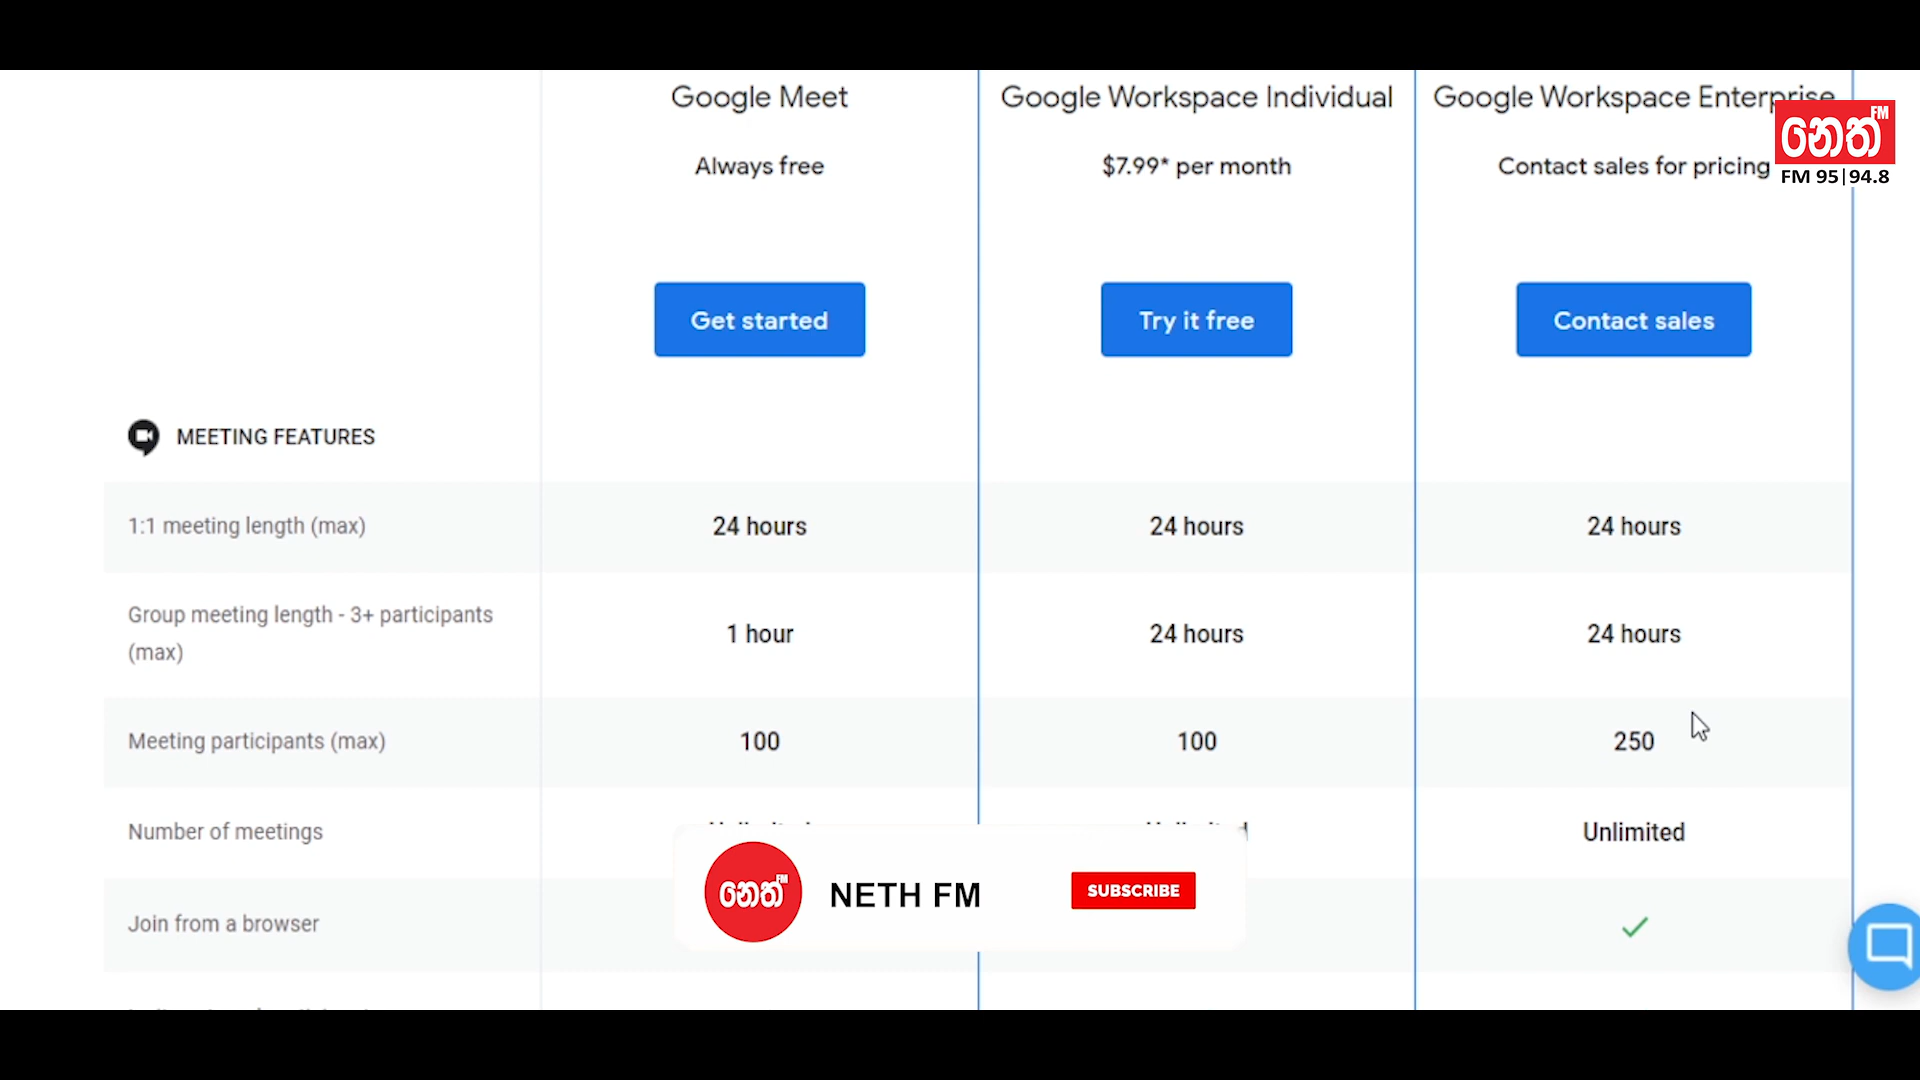 Google Meet
Google Workspace Individual
Google Workspace Enterprise
නෙත් FM
FM 95|94.8
Always free
$7.99* per month
Contact sales for pricing
Get started
Try it free
Contact sales
MEETING FEATURES
1:1 meeting length (max)
24 hours
24 hours
24 hours
Group meeting length - 3+ participants
(max)
1 hour
24 hours
24 hours
Meeting participants (max)
100
100
250
Number of meetings
Unlimited
නෙත් FM
NETH FM
SUBSCRIBE
Join from a browser